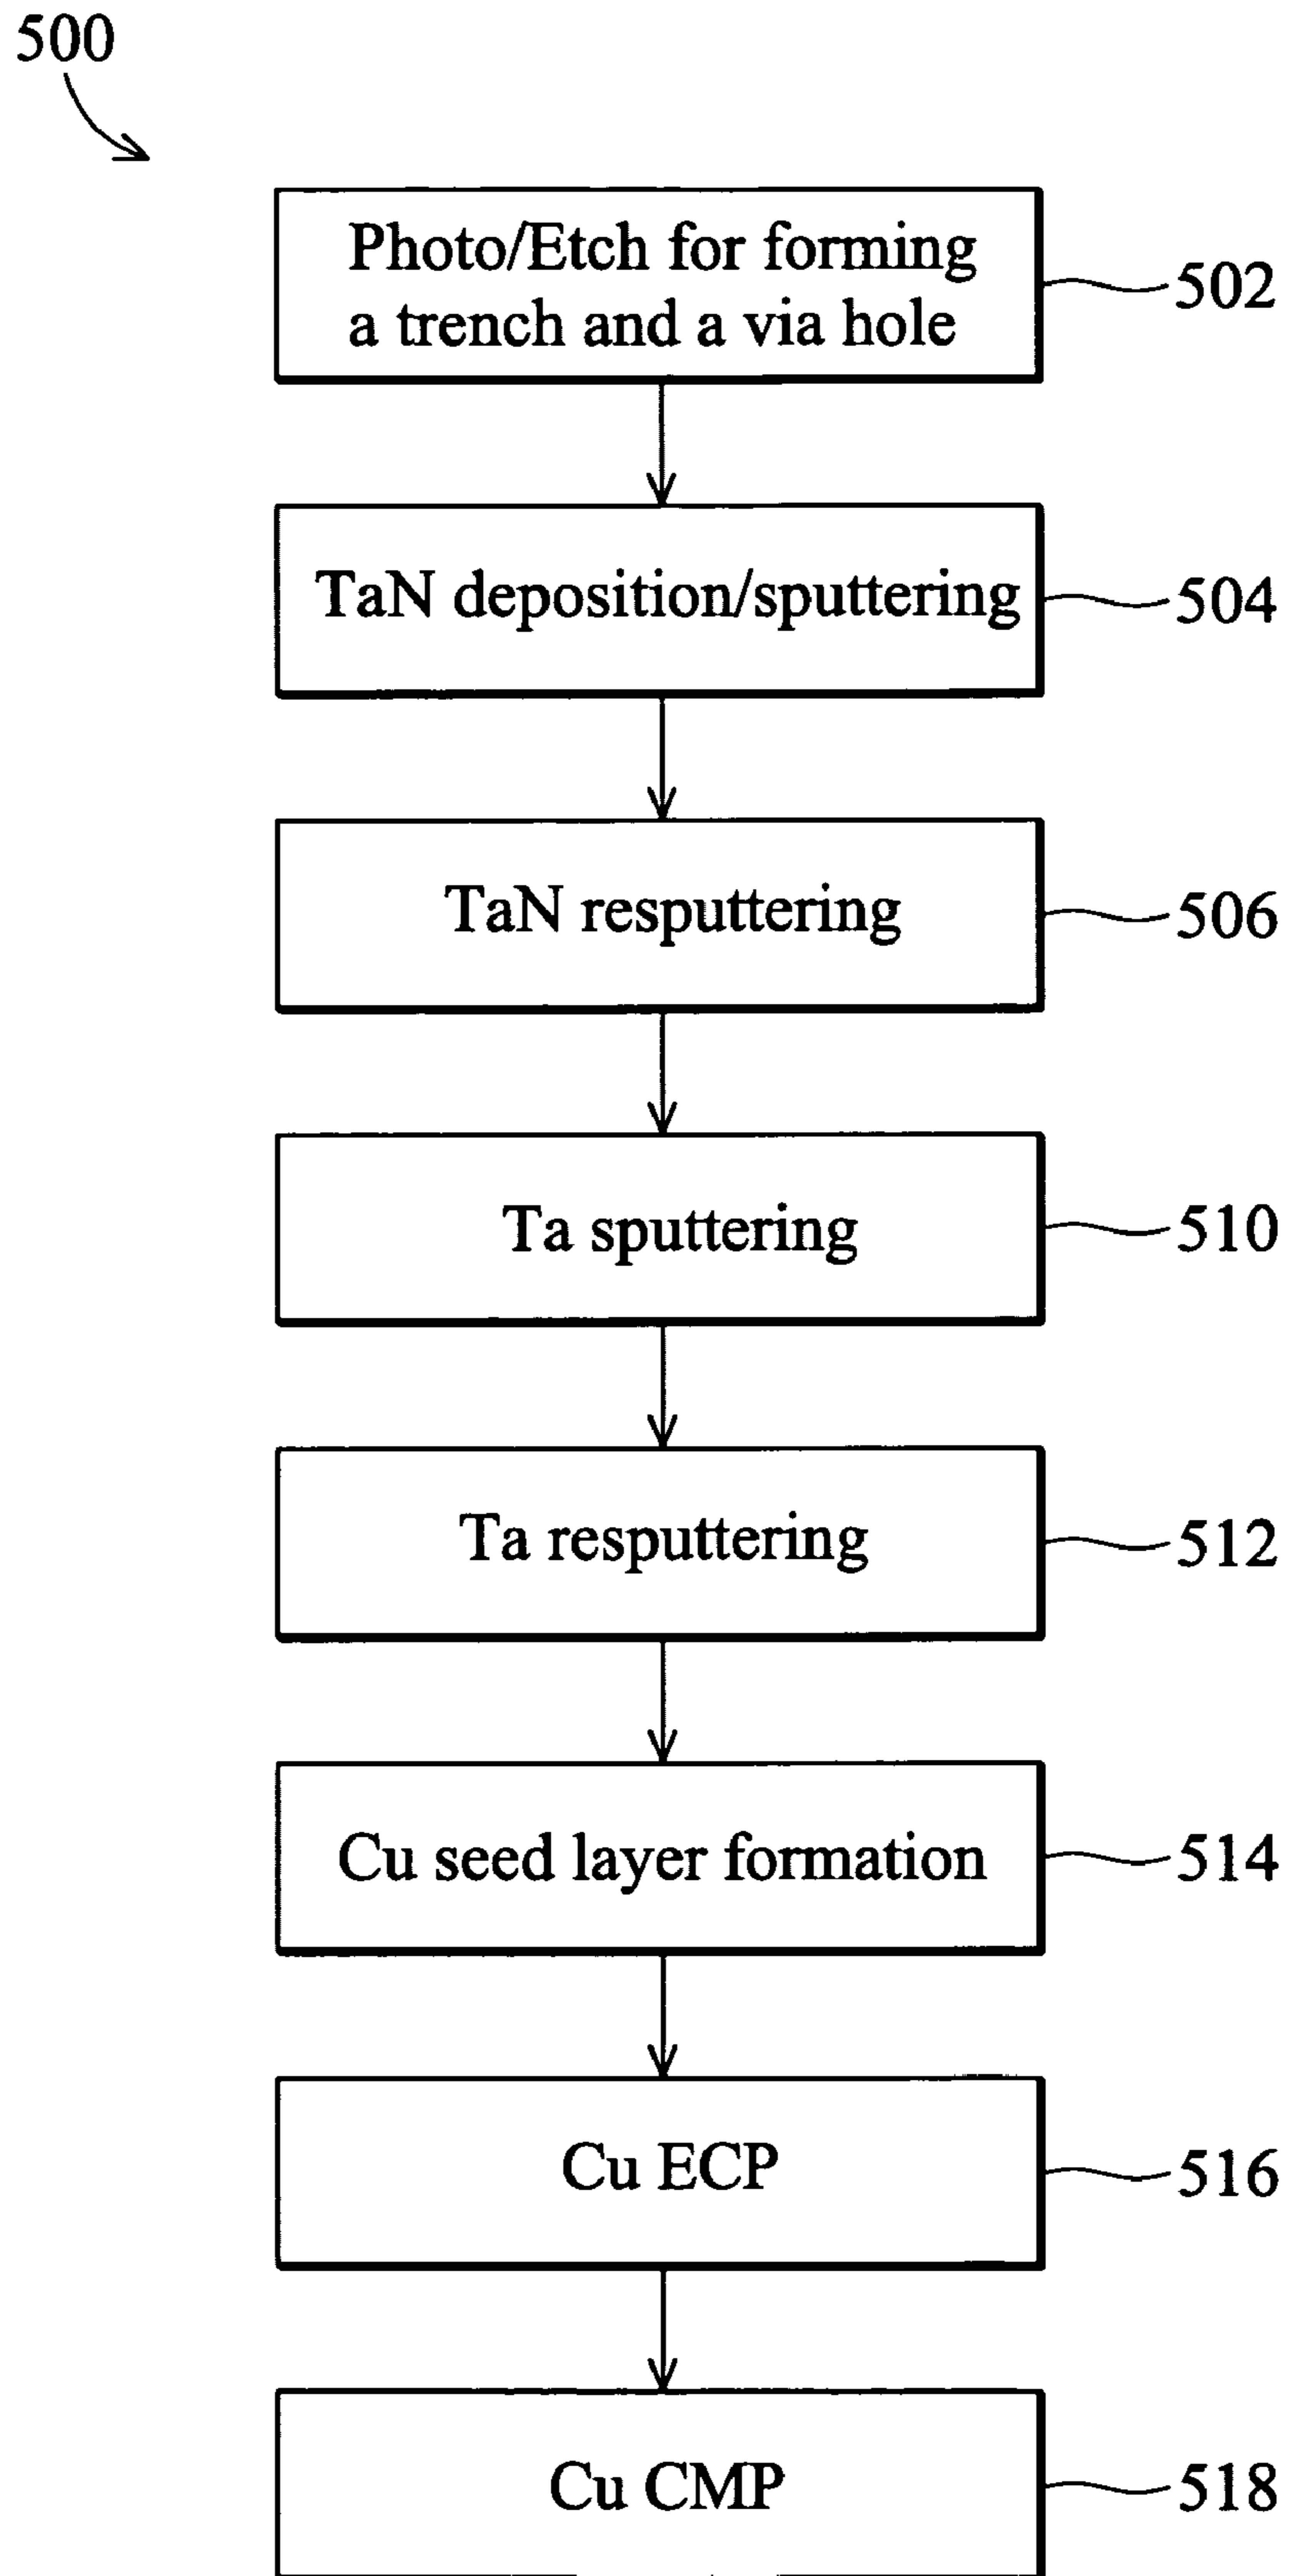 500
Photo/Etch for forming
a trench and a via hole
502
TaN deposition/sputtering
504
TaN resputtering
506
Ta sputtering
510
Ta resputtering
512
Cu seed layer formation
514
Cu ECP
516
Cu CMP
518